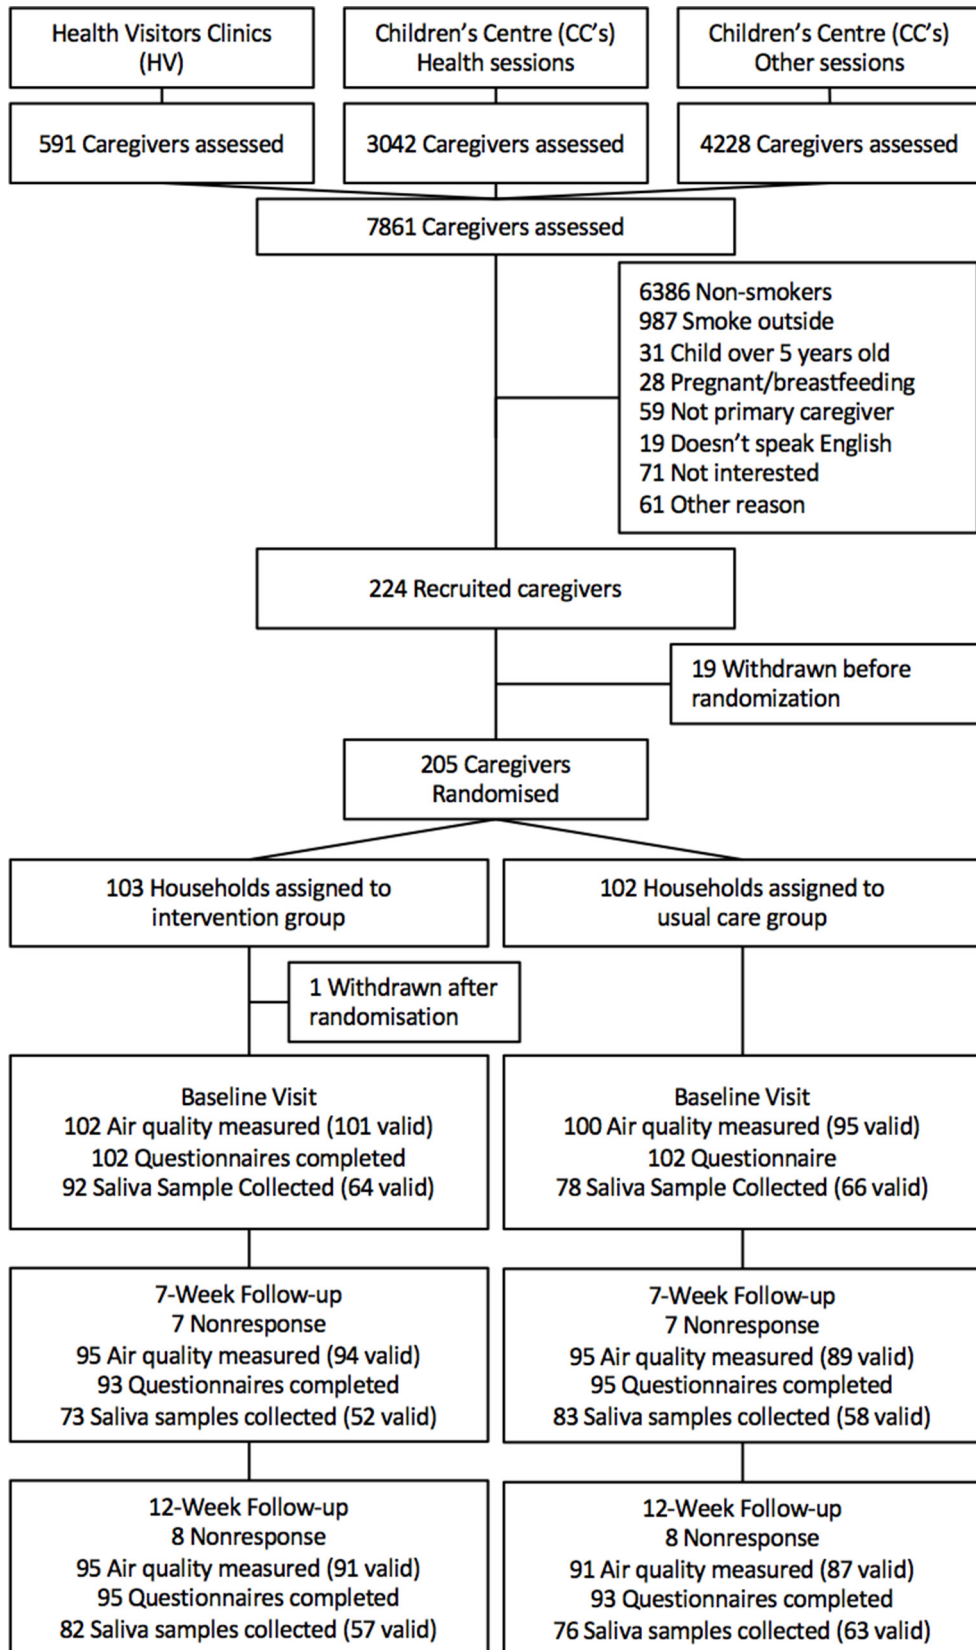 Health Visitors Clinics
(HV)
Children’s Centre (CC’s)
Health sessions
Children’s Centre (CC’s)
Other sessions
591 Caregivers assessed
3042 Caregivers assessed
4228 Caregivers assessed
7861 Caregivers assessed
6386 Non-smokers
987 Smoke outside
31 Child over 5 years old
28 Pregnant/breastfeeding
59 Not primary caregiver
19 Doesn’t speak English
71 Not interested
61 Other reason
224 Recruited caregivers
19 Withdrawn before
randomization
205 Caregivers
Randomised
103 Households assigned to
intervention group
102 Households assigned to
usual care group
1 Withdrawn after
randomisation
Baseline Visit
102 Air quality measured (101 valid)
102 Questionnaires completed
92 Saliva Sample Collected (64 valid)
Baseline Visit
100 Air quality measured (95 valid)
102 Questionnaire
78 Saliva Sample Collected (66 valid)
7-Week Follow-up
7 Nonresponse
95 Air quality measured (94 valid)
93 Questionnaires completed
73 Saliva samples collected (52 valid)
7-Week Follow-up
7 Nonresponse
95 Air quality measured (89 valid)
95 Questionnaires completed
83 Saliva samples collected (58 valid)
12-Week Follow-up
8 Nonresponse
95 Air quality measured (91 valid)
95 Questionnaires completed
82 Saliva samples collected (57 valid)
12-Week Follow-up
8 Nonresponse
91 Air quality measured (87 valid)
93 Questionnaires completed
76 Saliva samples collected (63 valid)